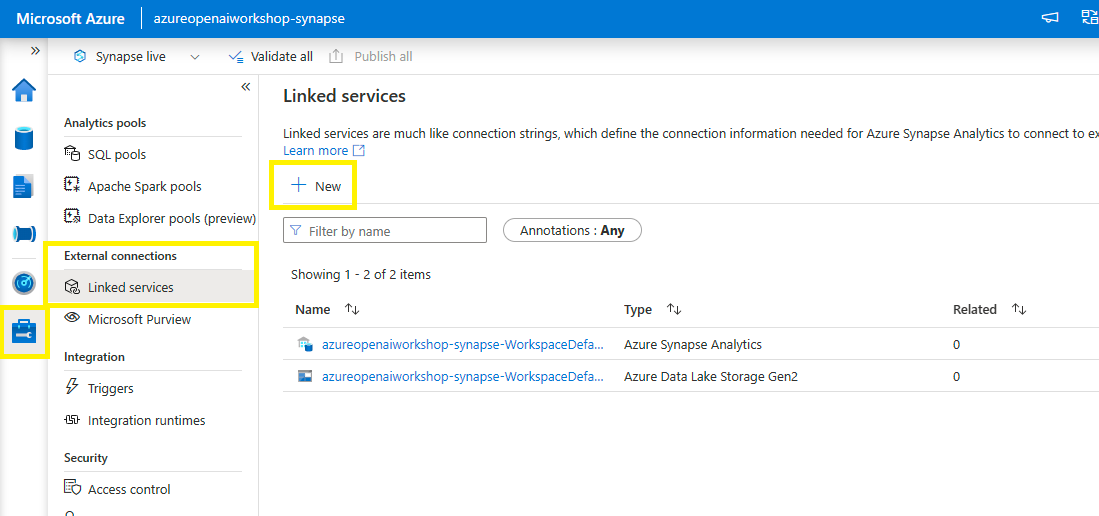 Microsoft Azure azureopenaiworkshop-synapse
Synapse live Validate all Publish all
Analytics pools
SQL pools
Apache Spark pools
Data Explorer pools (preview)
External connections
Linked services
Microsoft Purview
Integration
Triggers
Integration runtimes
Security
Access control
Linked services
Linked services are much like connection strings, which define the connection information needed for Azure Synapse Analytics to connect to ex
Learn more
New
Filter by name
Annotations : Any
Showing 1 - 2 of 2 items
Name Type Related
azureopenaiworkshop-synapse-WorkspaceDefa... Azure Synapse Analytics 0
azureopenaiworkshop-synapse-WorkspaceDefa... Azure Data Lake Storage Gen2 0